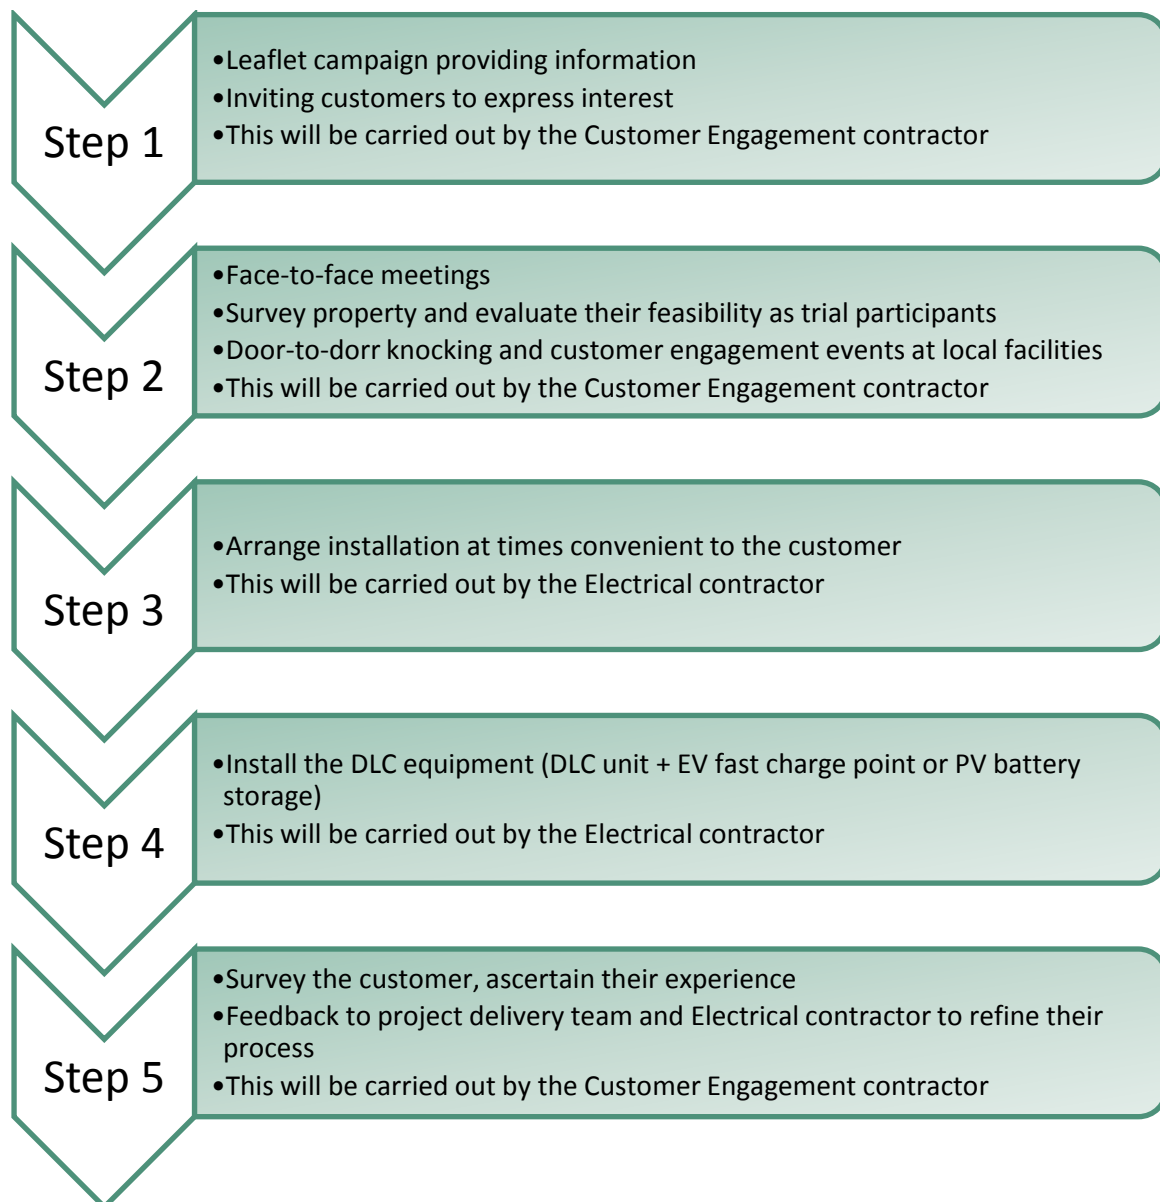 Step 1
•Leaflet campaign providing information
•Inviting customers to express interest
•This will be carried out by the Customer Engagement contractor
Step 2
•Face-to-face meetings
•Survey property and evaluate their feasibility as trial participants
•Door-to-dorr knocking and customer engagement events at local facilities
•This will be carried out by the Customer Engagement contractor
Step 3
•Arrange installation at times convenient to the customer
•This will be carried out by the Electrical contractor
Step 4
•Install the DLC equipment (DLC unit + EV fast charge point or PV battery
storage)
•This will be carried out by the Electrical contractor
Step 5
•Survey the customer, ascertain their experience
•Feedback to project delivery team and Electrical contractor to refine their
process
•This will be carried out by the Customer Engagement contractor